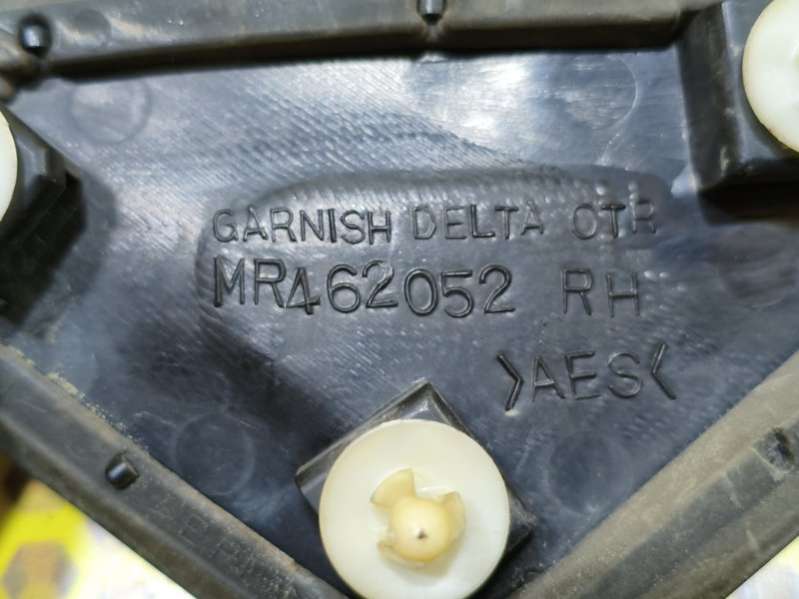 GARNISH DELTA OTR
MR462052 RH
>AES<